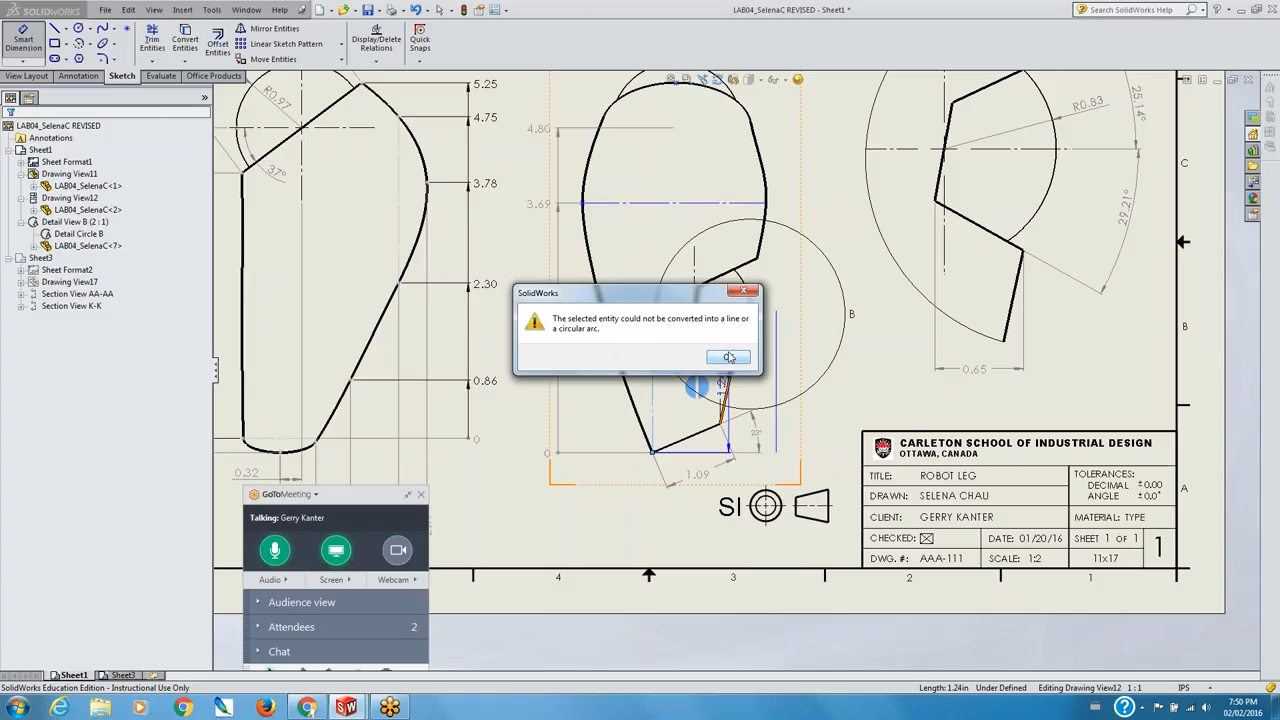 SOLIDWORKS
File Edit View Insert Tools Window Help
LAB04_SelenaC REVISED - Sheet1 *
Search SolidWorks Help
Smart Dimension
Trim Entities
Convert Entities
Offset Entities
Mirror Entities
Linear Sketch Pattern
Move Entities
Display/Delete Relations
Quick Snaps
View Layout Annotation Sketch Evaluate Office Products
LAB04_SelenaC REVISED
Annotations
Sheet1
Sheet Format1
Drawing View11
LAB04_SelenaC<1>
Drawing View12
LAB04_SelenaC<2>
Detail View B (2 : 1)
Detail Circle B
LAB04_SelenaC<7>
Sheet3
Sheet Format2
Drawing View17
Section View AA-AA
Section View K-K
R0.97
37°
5.25
4.75
3.78
2.30
0.86
0
0.32
4.80
3.69
0
B
23°
1.09
R0.83
25.14°
29.21°
0.65
C
B
A
SolidWorks
The selected entity could not be converted into a line or
a circular arc.
SI
CARLETON SCHOOL OF INDUSTRIAL DESIGN
OTTAWA, CANADA
TITLE: ROBOT LEG
DRAWN: SELENA CHAU
CLIENT: GERRY KANTER
CHECKED: DATE: 01/20/16 SHEET 1 OF 1
DWG. #: AAA-111 SCALE: 1:2 11x17
TOLERANCES:
DECIMAL ±0.00
ANGLE ±0.0°
MATERIAL: TYPE
1
4 3 2 1
GoToMeeting
Talking: Gerry Kanter
Audio Screen Webcam
Audience view
Attendees 2
Chat
Sheet1 Sheet3
SolidWorks Education Edition - Instructional Use Only
Length: 1.24in Under Defined Editing Drawing View12 1 : 1 IPS
7:50 PM
02/02/2016